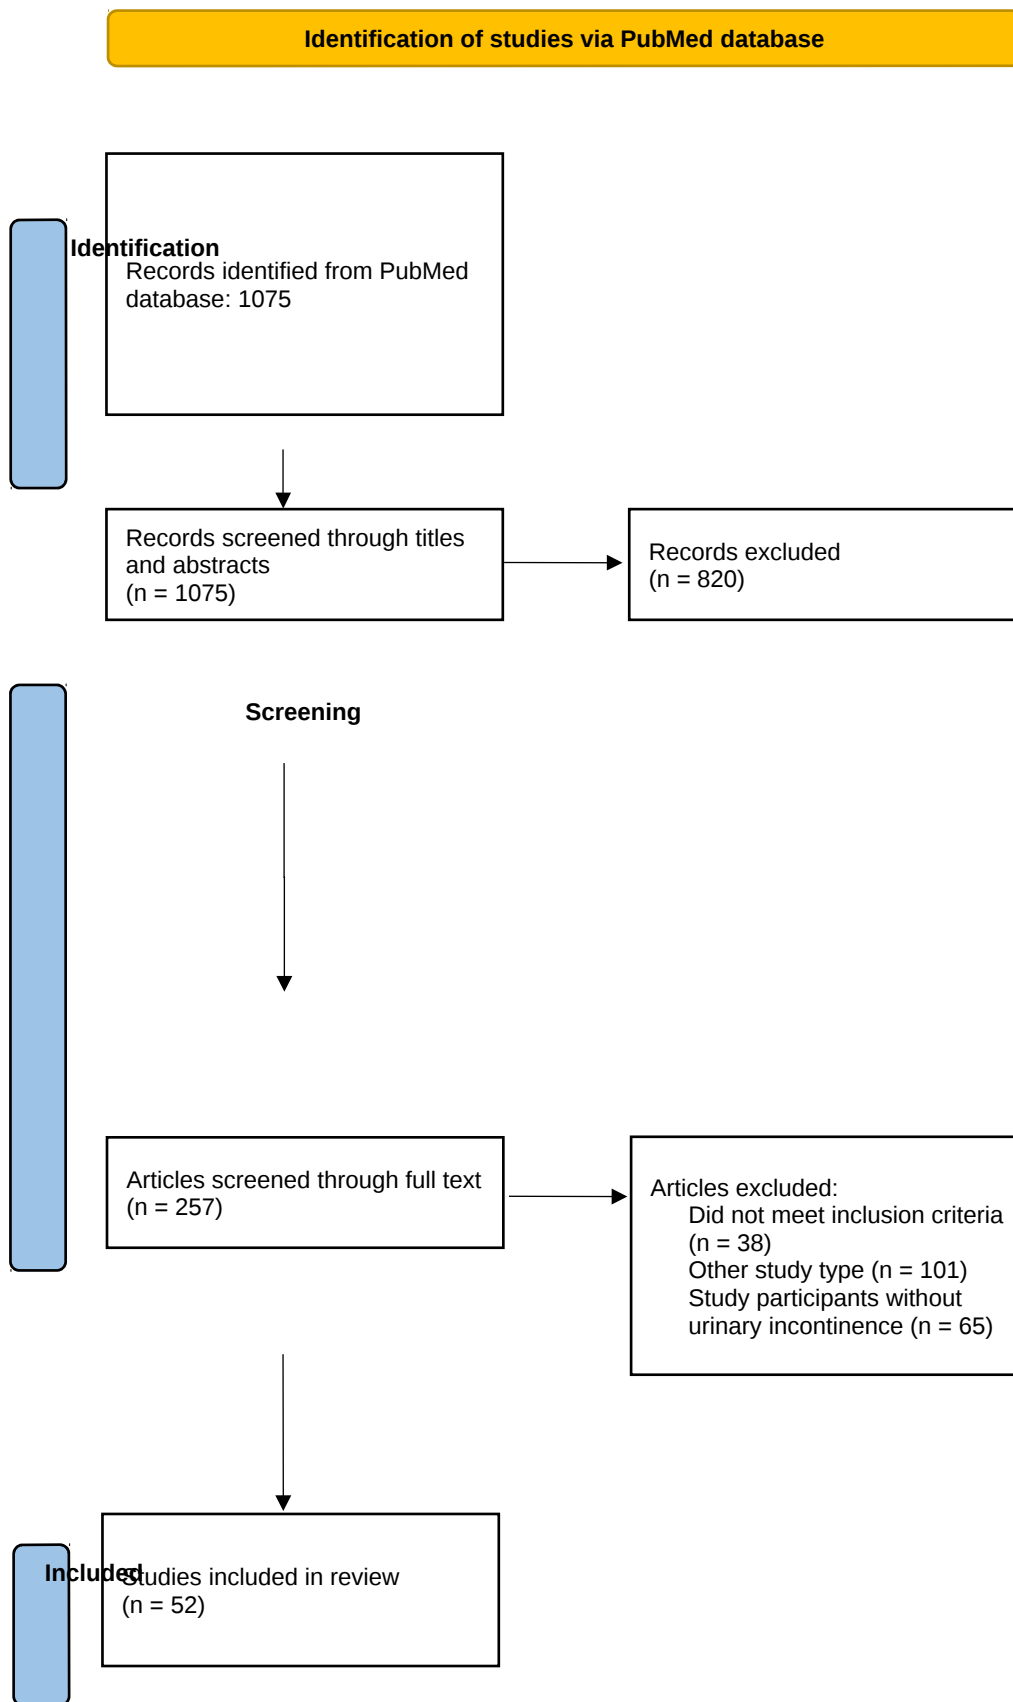 Identification of studies via PubMed database
Identification
Records identified from PubMed
database: 1075
Records screened through titles
and abstracts
(n = 1075)
Records excluded
(n = 820)
Screening
Articles screened through full text
(n = 257)
Articles excluded:
Did not meet inclusion criteria
(n = 38)
Other study type (n = 101)
Study participants without
urinary incontinence (n = 65)
Included
Studies included in review
(n = 52)